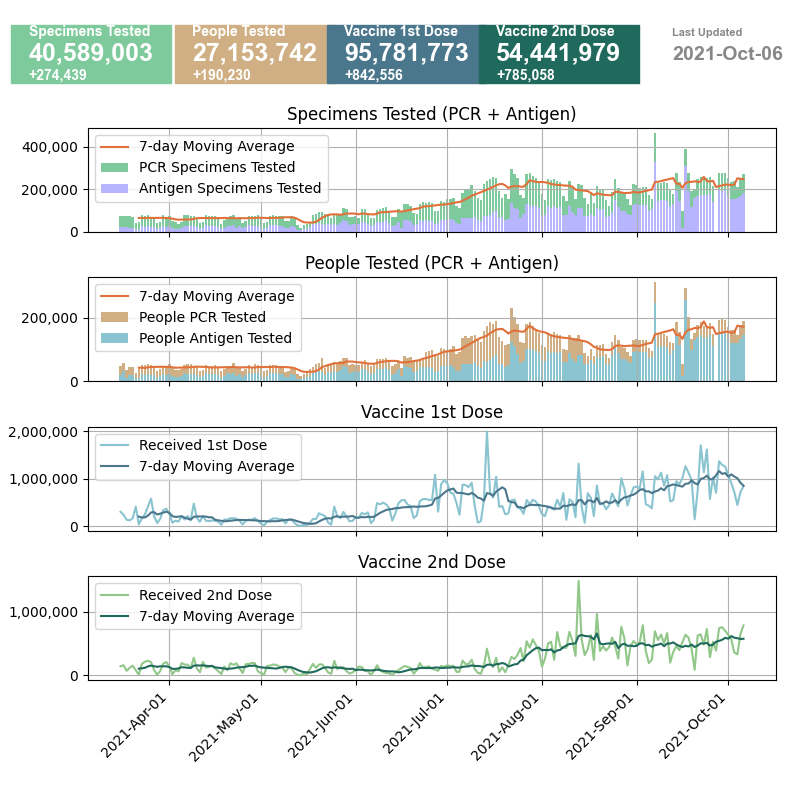 Specimens Tested
40,589,003
+274,439
People Tested
27,153,742
+190,230
Vaccine 1st Dose
95,781,773
+842,556
Vaccine 2nd Dose
54,441,979
+785,058
Last Updated
2021-Oct-06
Specimens Tested (PCR + Antigen)
400,000
200,000
0
7-day Moving Average
PCR Specimens Tested
Antigen Specimens Tested
People Tested (PCR + Antigen)
200,000
0
7-day Moving Average
People PCR Tested
People Antigen Tested
Vaccine 1st Dose
2,000,000
1,000,000
0
Received 1st Dose
7-day Moving Average
Vaccine 2nd Dose
1,000,000
0
Received 2nd Dose
7-day Moving Average
2021-Apr-01
2021-May-01
2021-Jun-01
2021-Jul-01
2021-Aug-01
2021-Sep-01
2021-Oct-01